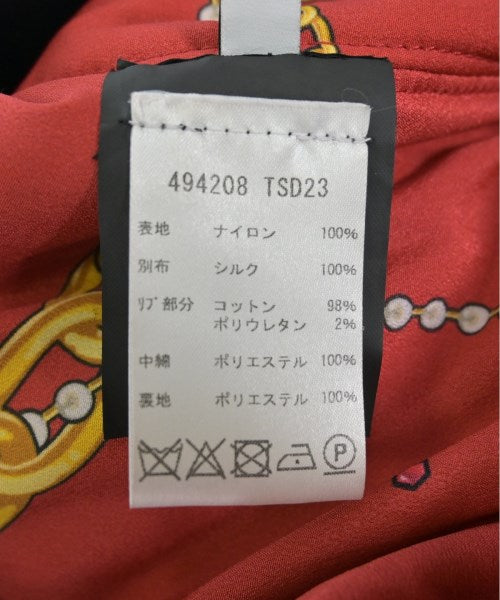 494208 TSD23
表地 ナイロン 100%
別布 シルク 100%
ﾘﾌﾞ部分 コットン 98%
ポリウレタン 2%
中綿 ポリエステル 100%
裏地 ポリエステル 100%
P